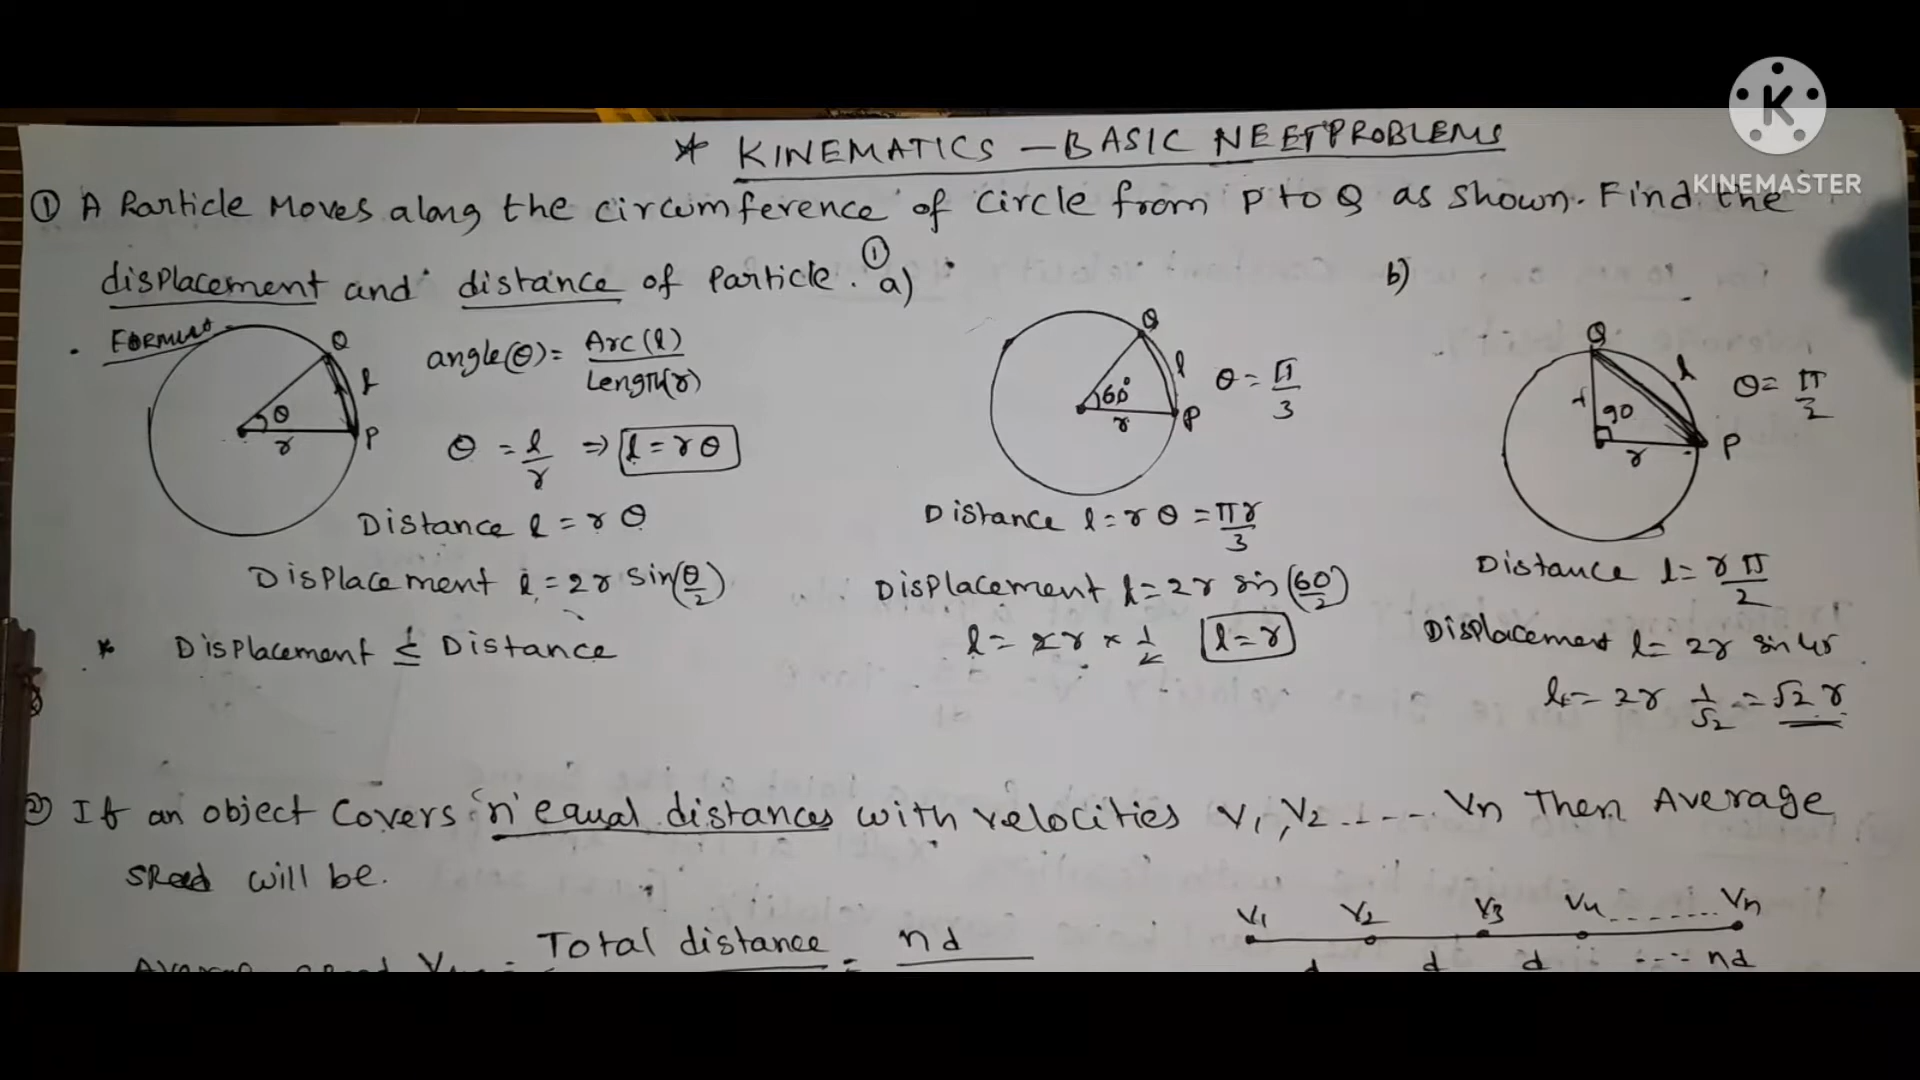 * KINEMATICS - BASIC NEET PROBLEMS
KINEMASTER
① A Particle Moves along the circumference of circle from P to Q as shown. Find the
displacement and distance of Particle. ① a)
b)
Formula
Q
l
θ
r
P
angle(θ) = Arc(l) / Length(r)
θ = l/r ⇒ l = rθ
Distance l = rθ
Displacement l = 2r sin(θ/2)
* Displacement ≤ Distance
Q
l
60°
r
P
θ = π/3
Distance l = rθ = πr/3
Displacement l = 2r sin(60/2)
l = 2r × 1/2 l = r
Q
l
r
90
r
P
θ = π/2
Distance l = r π/2
Displacement l = 2r sin 45
l = 2r 1/√2 = √2 r
② If an object Covers 'n' equal distances with velocities V1, V2 ..... Vn Then Average
speed will be.
V1 V2 V3 V4 ....... Vn
Total distance = nd
d d d .... nd